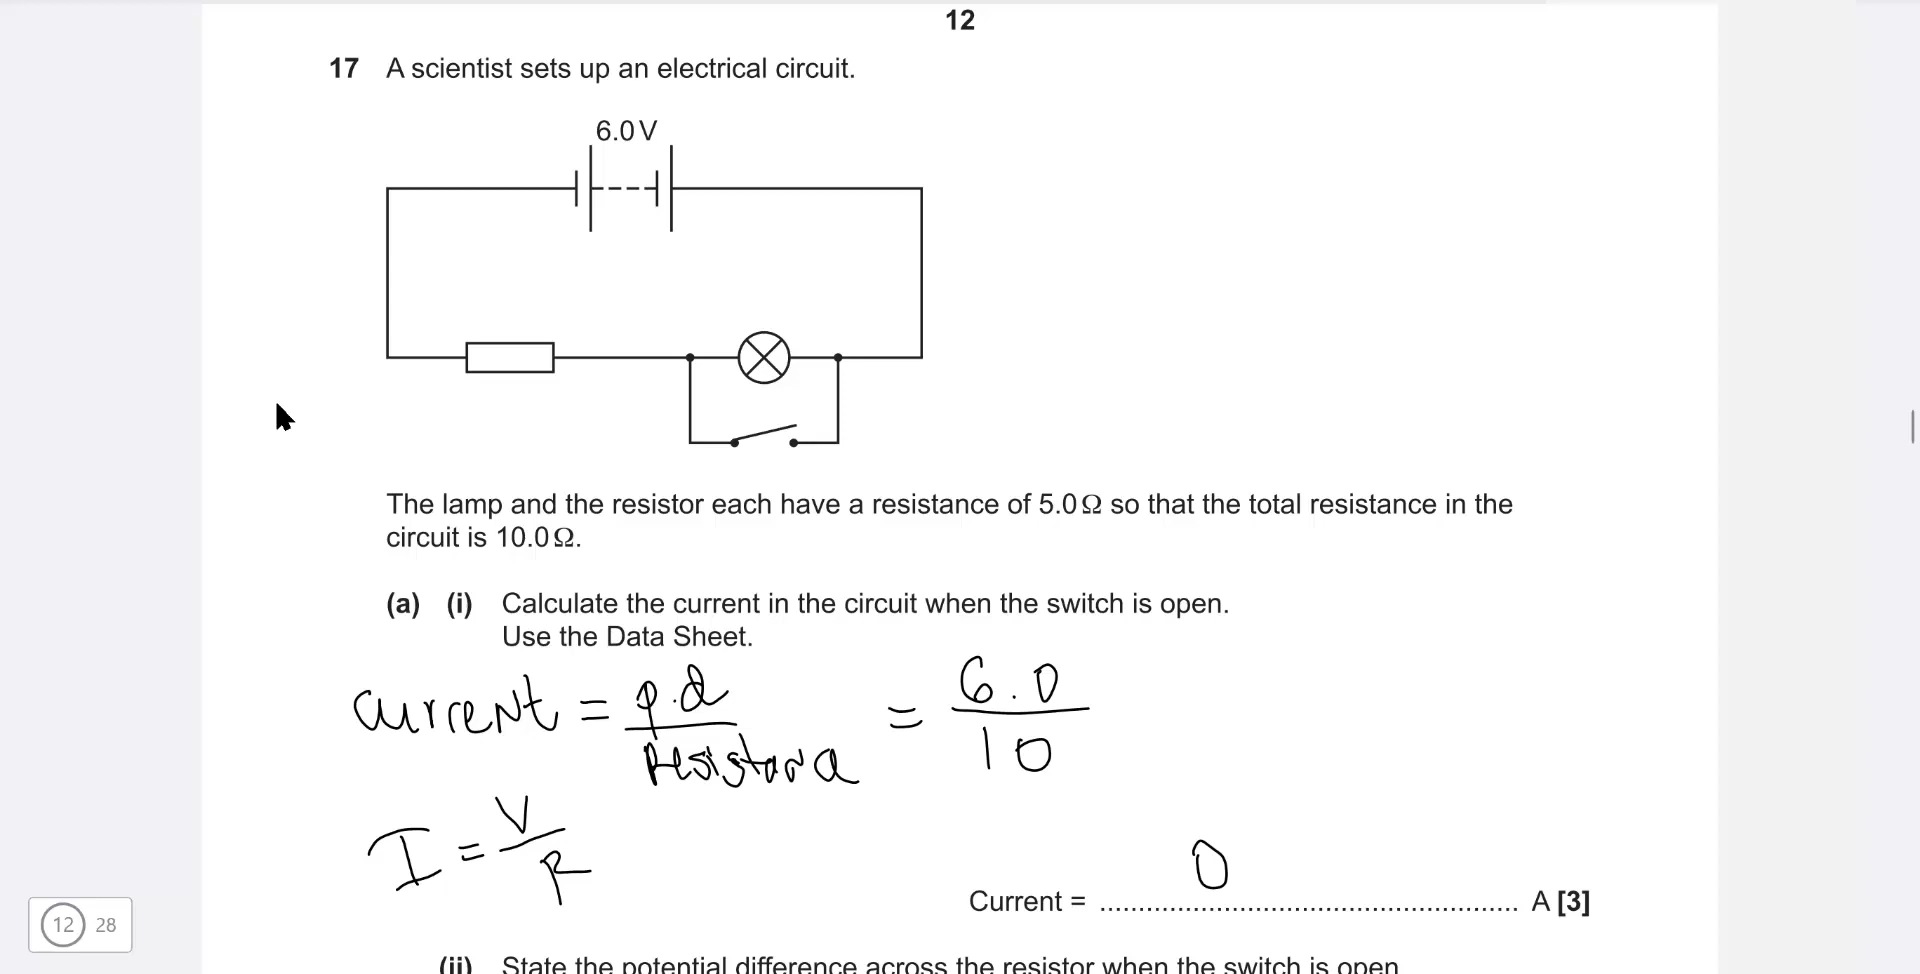 12
17 A scientist sets up an electrical circuit.
6.0 V
The lamp and the resistor each have a resistance of 5.0 Ω so that the total resistance in the
circuit is 10.0 Ω.
(a) (i) Calculate the current in the circuit when the switch is open.
Use the Data Sheet.
current = p.d / Resistance = 6.0 / 10
I = V / R
0
Current = .................................................... A [3]
(ii) State the potential difference across the resistor when the switch is open
12 28